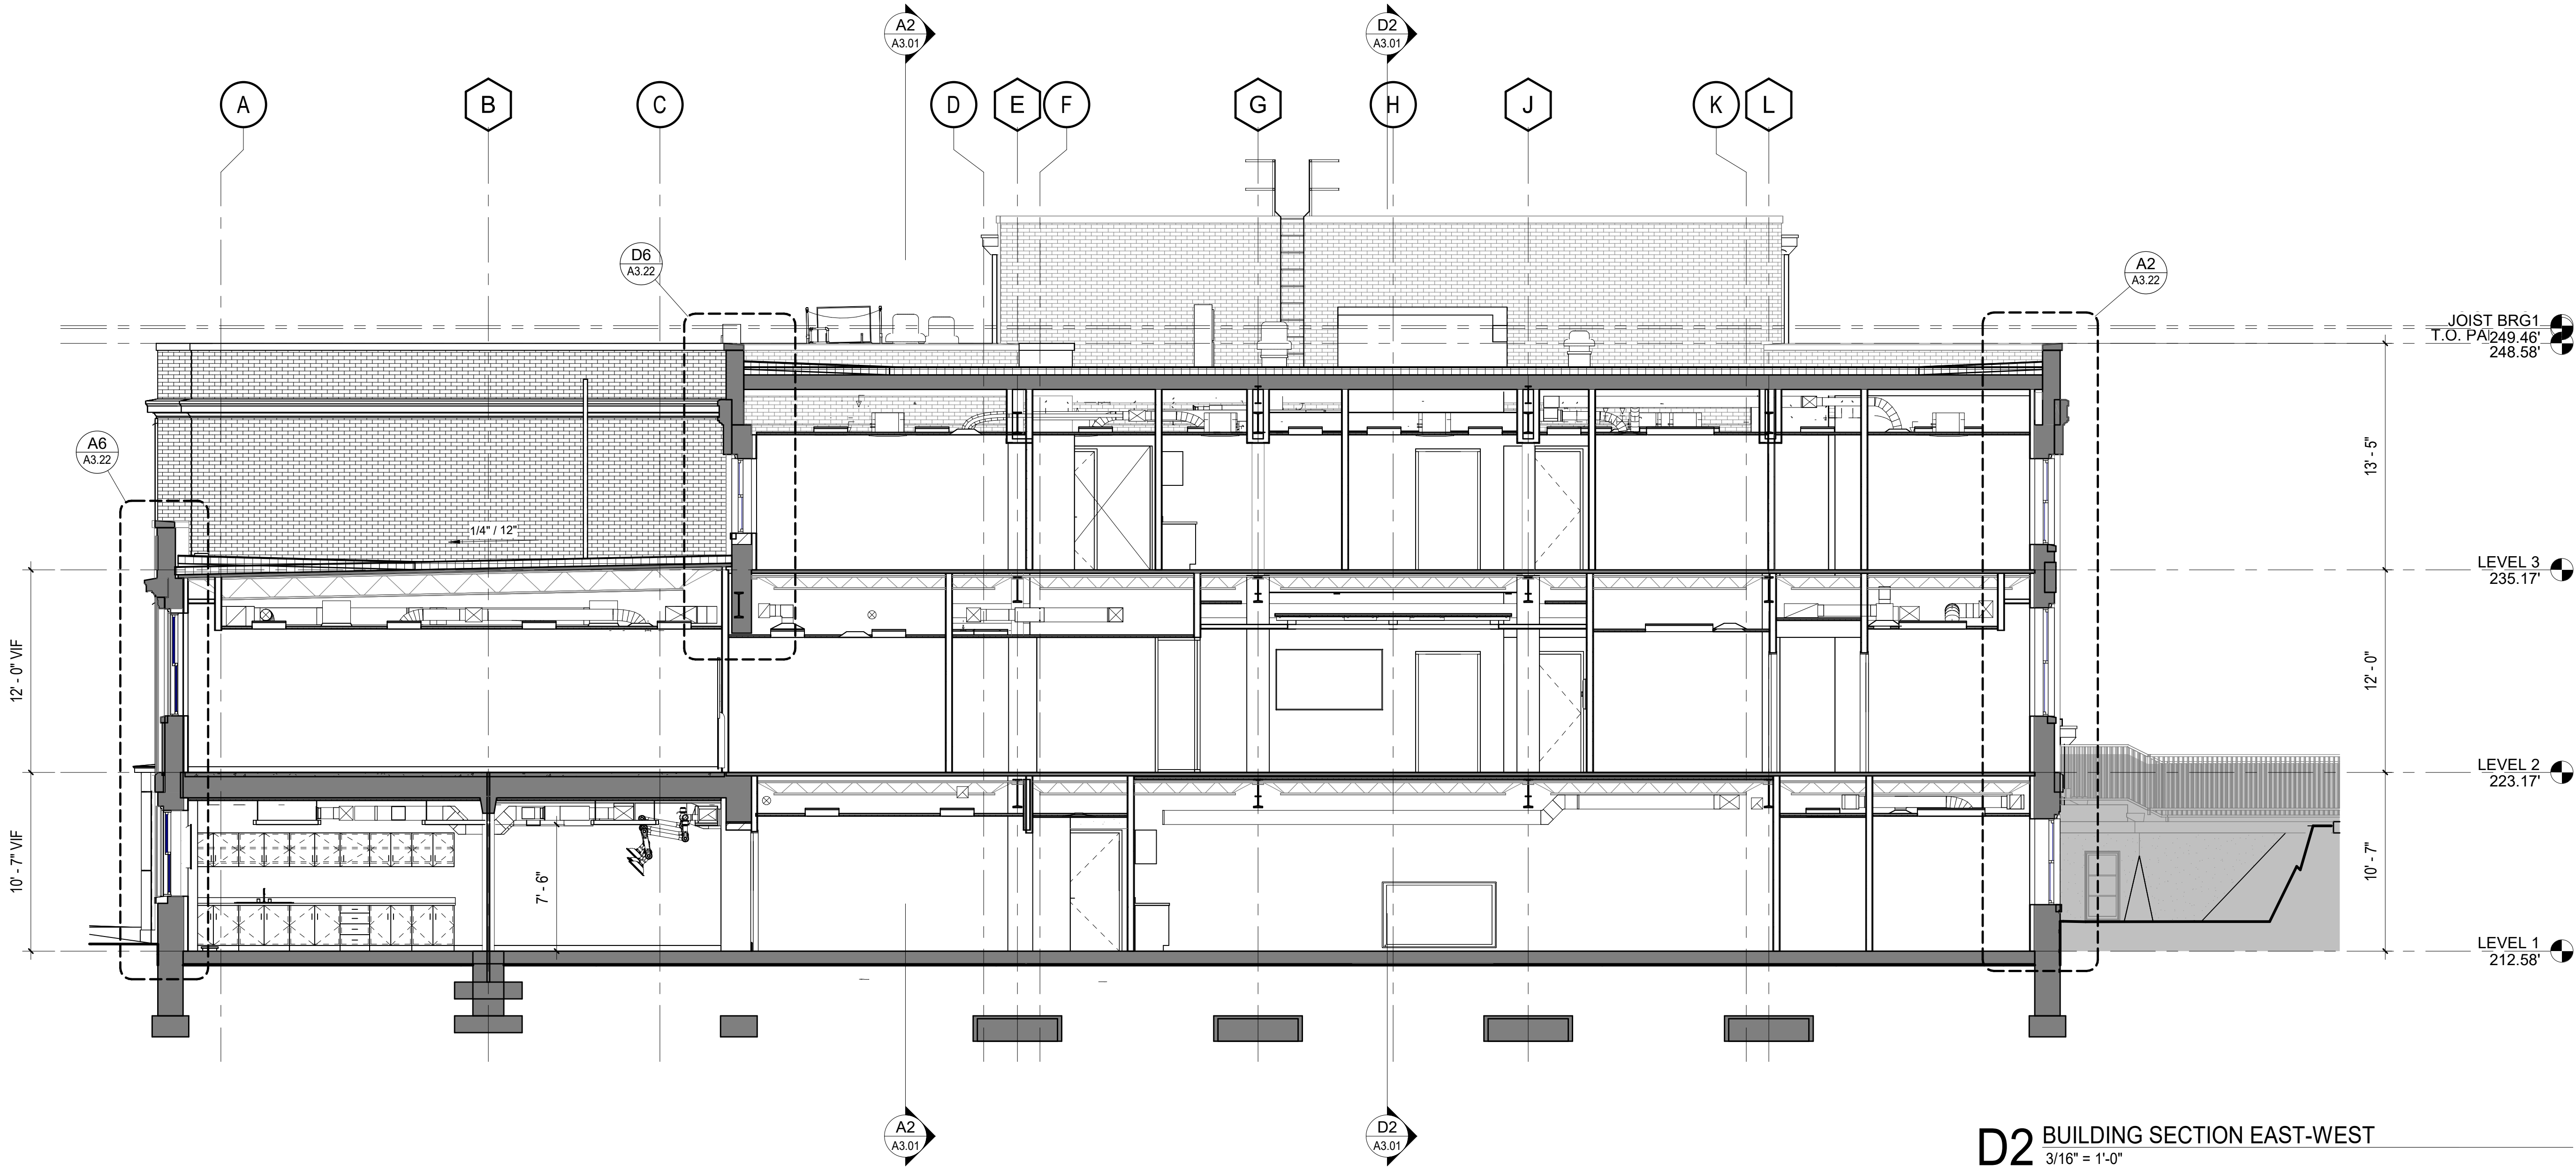 A2
A3.01
D2
A3.01
A
B
C
D
E
F
G
H
J
K
L
D6
A3.22
A2
A3.22
JOIST BRG1
249.46'
T.O. PA
248.58'
A6
A3.22
13' - 5"
1/4" / 12"
LEVEL 3
235.17'
12' - 0" VIF
12' - 0"
LEVEL 2
223.17'
10' - 7" VIF
7' - 6"
10' - 7"
LEVEL 1
212.58'
A2
A3.01
D2
A3.01
D2 BUILDING SECTION EAST-WEST
3/16" = 1'-0"